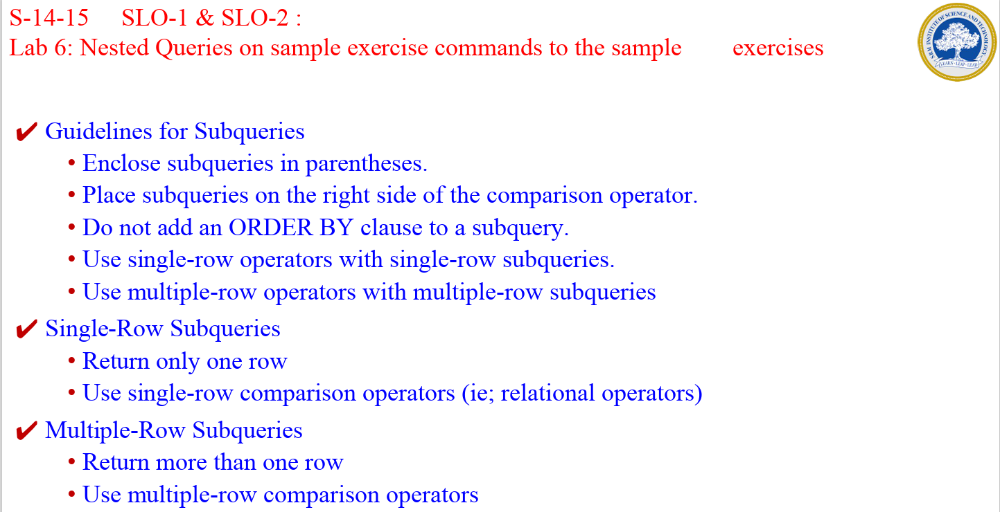 S-14-15 SLO-1 & SLO-2 :
Lab 6: Nested Queries on sample exercise commands to the sample exercises
SRM INSTITUTE OF SCIENCE AND TECHNOLOGY
LEARN - LEAP - LEAD
✔ Guidelines for Subqueries
• Enclose subqueries in parentheses.
• Place subqueries on the right side of the comparison operator.
• Do not add an ORDER BY clause to a subquery.
• Use single-row operators with single-row subqueries.
• Use multiple-row operators with multiple-row subqueries
✔ Single-Row Subqueries
• Return only one row
• Use single-row comparison operators (ie; relational operators)
✔ Multiple-Row Subqueries
• Return more than one row
• Use multiple-row comparison operators